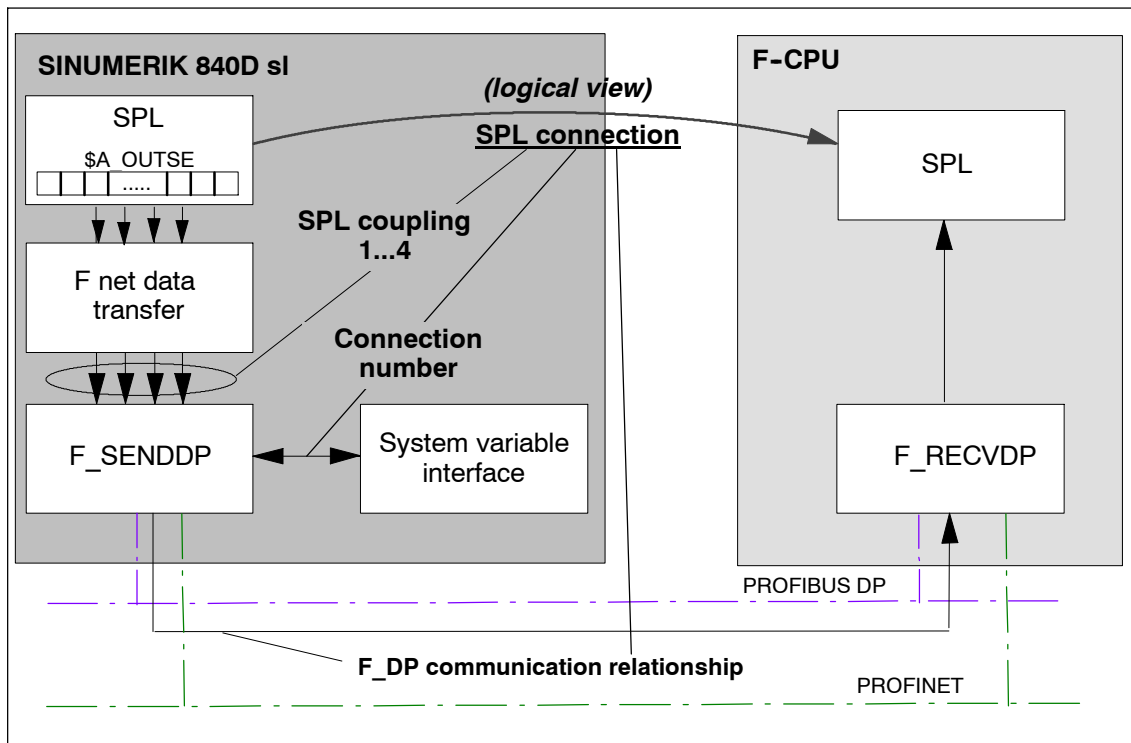 SINUMERIK 840D sl
F-CPU
(logical view)
SPL
SPL connection
$A_OUTSE
.....
SPL
SPL coupling
1...4
F net data
transfer
Connection
number
F_SENDDP
System variable
interface
F_RECVDP
PROFIBUS DP
F_DP communication relationship
PROFINET